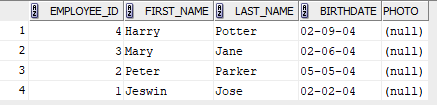 EMPLOYEE_ID FIRST_NAME LAST_NAME BIRTHDATE PHOTO
1 4 Harry Potter 02-09-04 (null)
2 3 Mary Jane 02-06-04 (null)
3 2 Peter Parker 05-05-04 (null)
4 1 Jeswin Jose 02-02-04 (null)